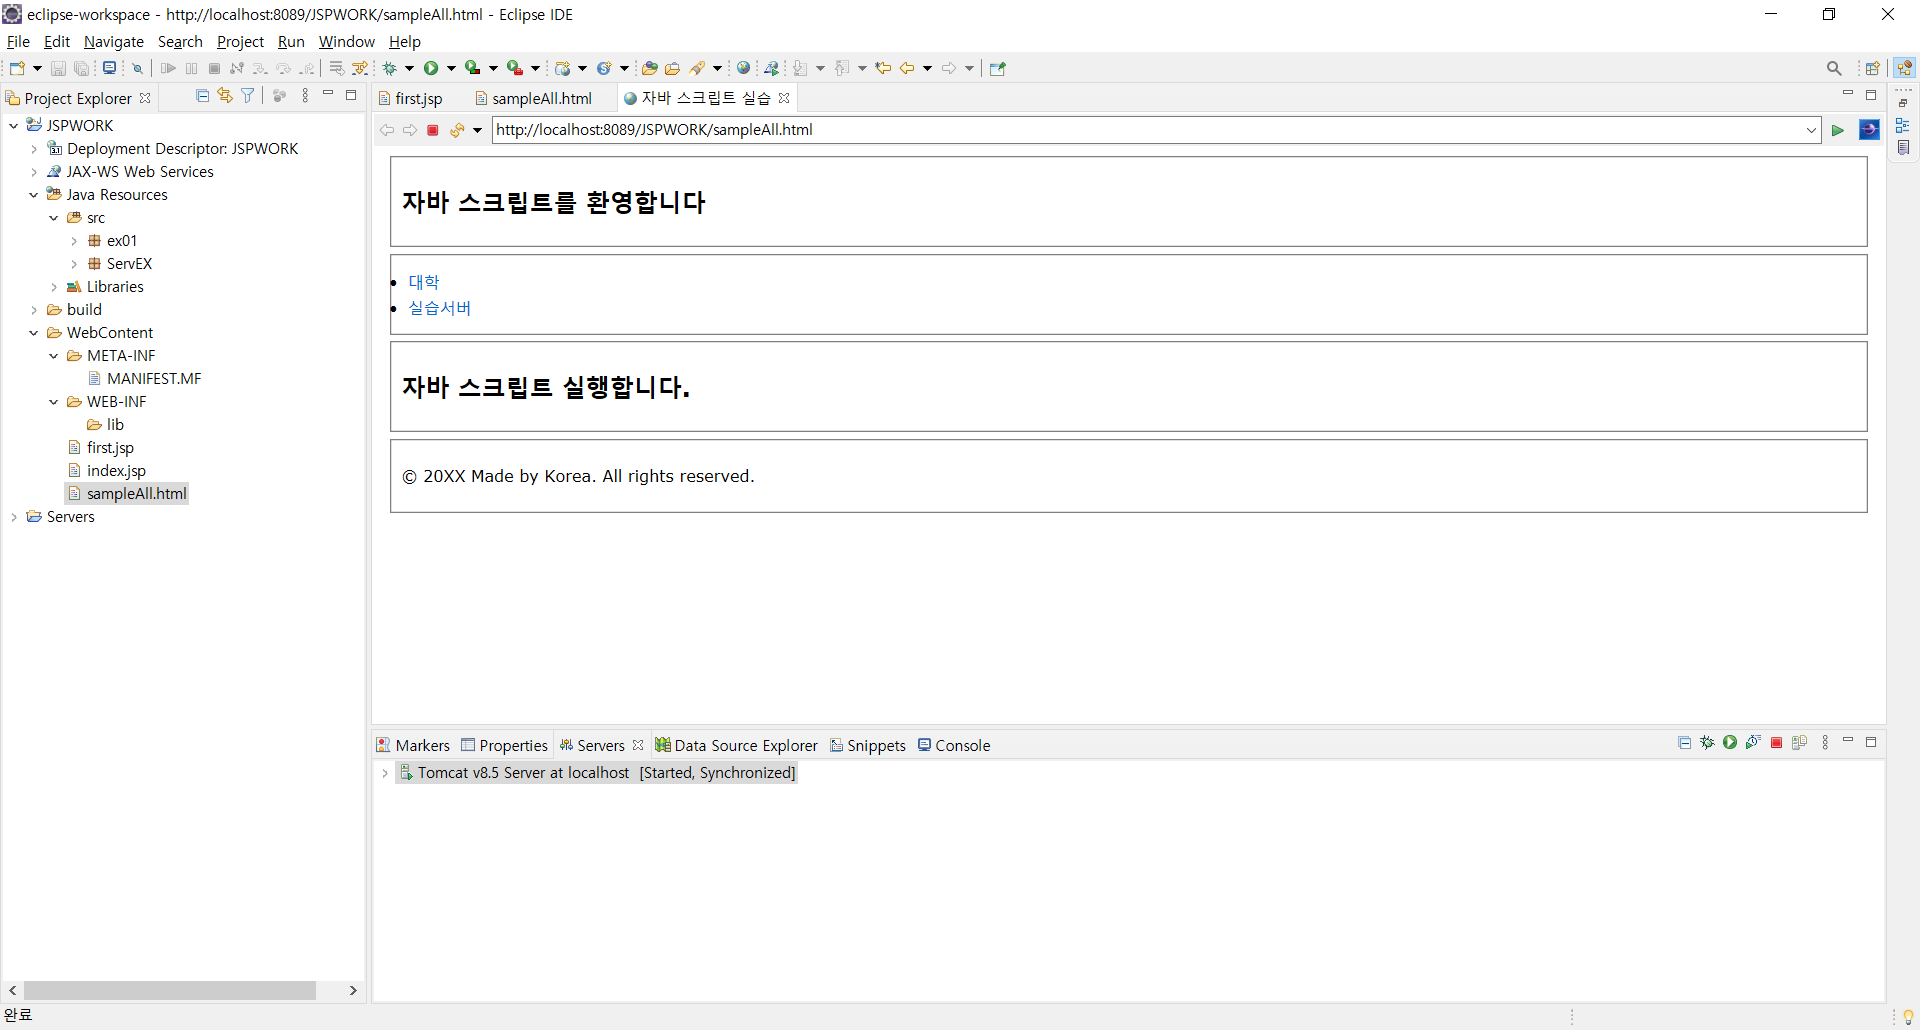 eclipse-workspace - http://localhost:8089/JSPWORK/sampleAll.html - Eclipse IDE
File Edit Navigate Search Project Run Window Help
Project Explorer
JSPWORK
Deployment Descriptor: JSPWORK
JAX-WS Web Services
Java Resources
src
ex01
ServEX
Libraries
build
WebContent
META-INF
MANIFEST.MF
WEB-INF
lib
first.jsp
index.jsp
sampleAll.html
Servers
first.jsp sampleAll.html 자바 스크립트 실습
http://localhost:8089/JSPWORK/sampleAll.html
자바 스크립트를 환영합니다
대학
실습서버
자바 스크립트 실행합니다.
© 20XX Made by Korea. All rights reserved.
Markers Properties Servers Data Source Explorer Snippets Console
Tomcat v8.5 Server at localhost [Started, Synchronized]
완료